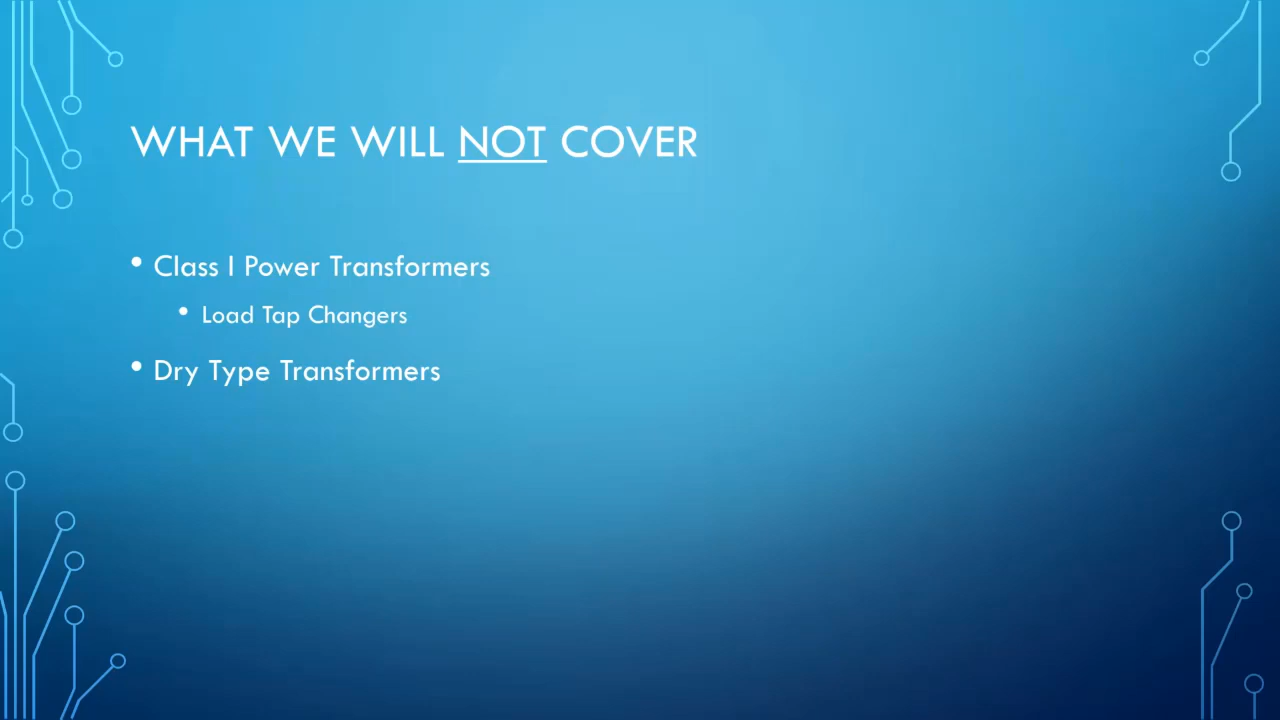 WHAT WE WILL NOT COVER
• Class I Power Transformers
• Load Tap Changers
• Dry Type Transformers